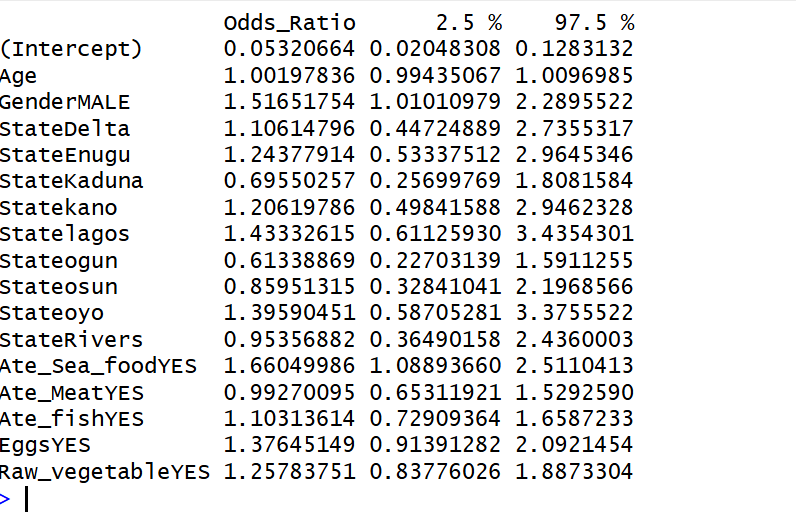 Odds_Ratio 2.5 % 97.5 %
(Intercept) 0.05320664 0.02048308 0.1283132
Age 1.00197836 0.99435067 1.0096985
GenderMALE 1.51651754 1.01010979 2.2895522
StateDelta 1.10614796 0.44724889 2.7355317
StateEnugu 1.24377914 0.53337512 2.9645346
StateKaduna 0.69550257 0.25699769 1.8081584
Statekano 1.20619786 0.49841588 2.9462328
Statelagos 1.43332615 0.61125930 3.4354301
Stateogun 0.61338869 0.22703139 1.5911255
Stateosun 0.85951315 0.32841041 2.1968566
Stateoyo 1.39590451 0.58705281 3.3755522
StateRivers 0.95356882 0.36490158 2.4360003
Ate_Sea_foodYES 1.66049986 1.08893660 2.5110413
Ate_MeatYES 0.99270095 0.65311921 1.5292590
Ate_fishYES 1.10313614 0.72909364 1.6587233
EggsYES 1.37645149 0.91391282 2.0921454
Raw_vegetableYES 1.25783751 0.83776026 1.8873304
>